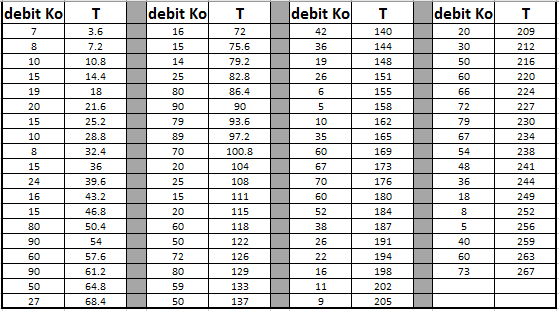 debit Ko T debit Ko T debit Ko T debit Ko T
7 3.6 16 72 42 140 20 209
8 7.2 15 75.6 36 144 30 212
10 10.8 14 79.2 19 148 50 216
15 14.4 25 82.8 26 151 60 220
19 18 80 86.4 6 155 66 224
20 21.6 90 90 5 158 72 227
15 25.2 79 93.6 10 162 79 230
10 28.8 89 97.2 35 165 67 234
8 32.4 70 100.8 60 169 54 238
15 36 20 104 67 173 48 241
24 39.6 25 108 70 176 36 244
16 43.2 15 111 60 180 18 249
15 46.8 20 115 52 184 8 252
80 50.4 60 118 38 187 5 256
90 54 50 122 26 191 40 259
60 57.6 72 126 22 194 60 263
90 61.2 80 129 16 198 73 267
50 64.8 59 133 11 202
27 68.4 50 137 9 205